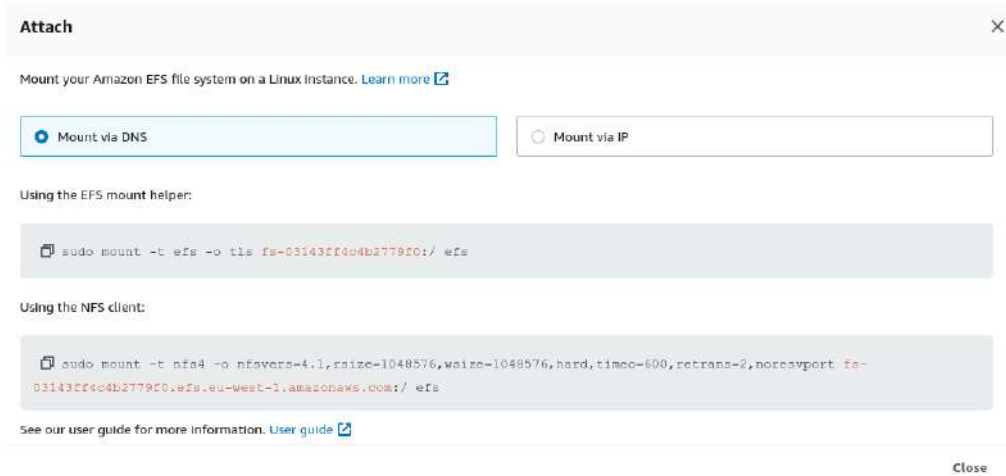 Attach
Mount your Amazon EFS file system on a Linux instance. Learn more
Mount via DNS
Mount via IP
Using the EFS mount helper:
sudo mount -t efs -o tls fs-03143ff4c4b2779f0:/ efs
Using the NFS client:
sudo mount -t nfs4 -o nfsvers=4.1,rsize=1048576,wsize=1048576,hard,timeo=600,retrans=2,noresvport fs-
03143ff4c4b2779f0.efs.eu-west-1.amazonaws.com:/ efs
See our user guide for more information. User guide
Close